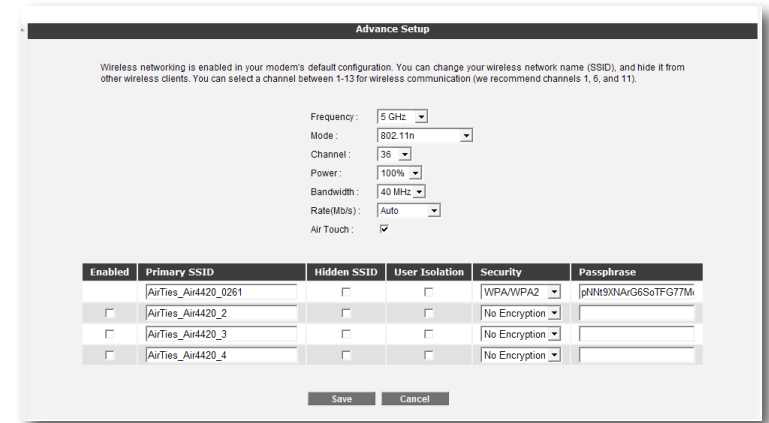 Advance Setup
Wireless networking is enabled in your modem's default configuration. You can change your wireless network name (SSID), and hide it from
other wireless clients. You can select a channel between 1-13 for wireless communication (we recommend channels 1, 6, and 11).
Frequency : 5 GHz
Mode : 802.11n
Channel : 36
Power : 100%
Bandwidth : 40 MHz
Rate(Mb/s) : Auto
Air Touch :
Enabled Primary SSID Hidden SSID User Isolation Security Passphrase
AirTies_Air4420_0261 WPA/WPA2 pNNt9XNArG6SoTFG77M
AirTies_Air4420_2 No Encryption
AirTies_Air4420_3 No Encryption
AirTies_Air4420_4 No Encryption
Save Cancel